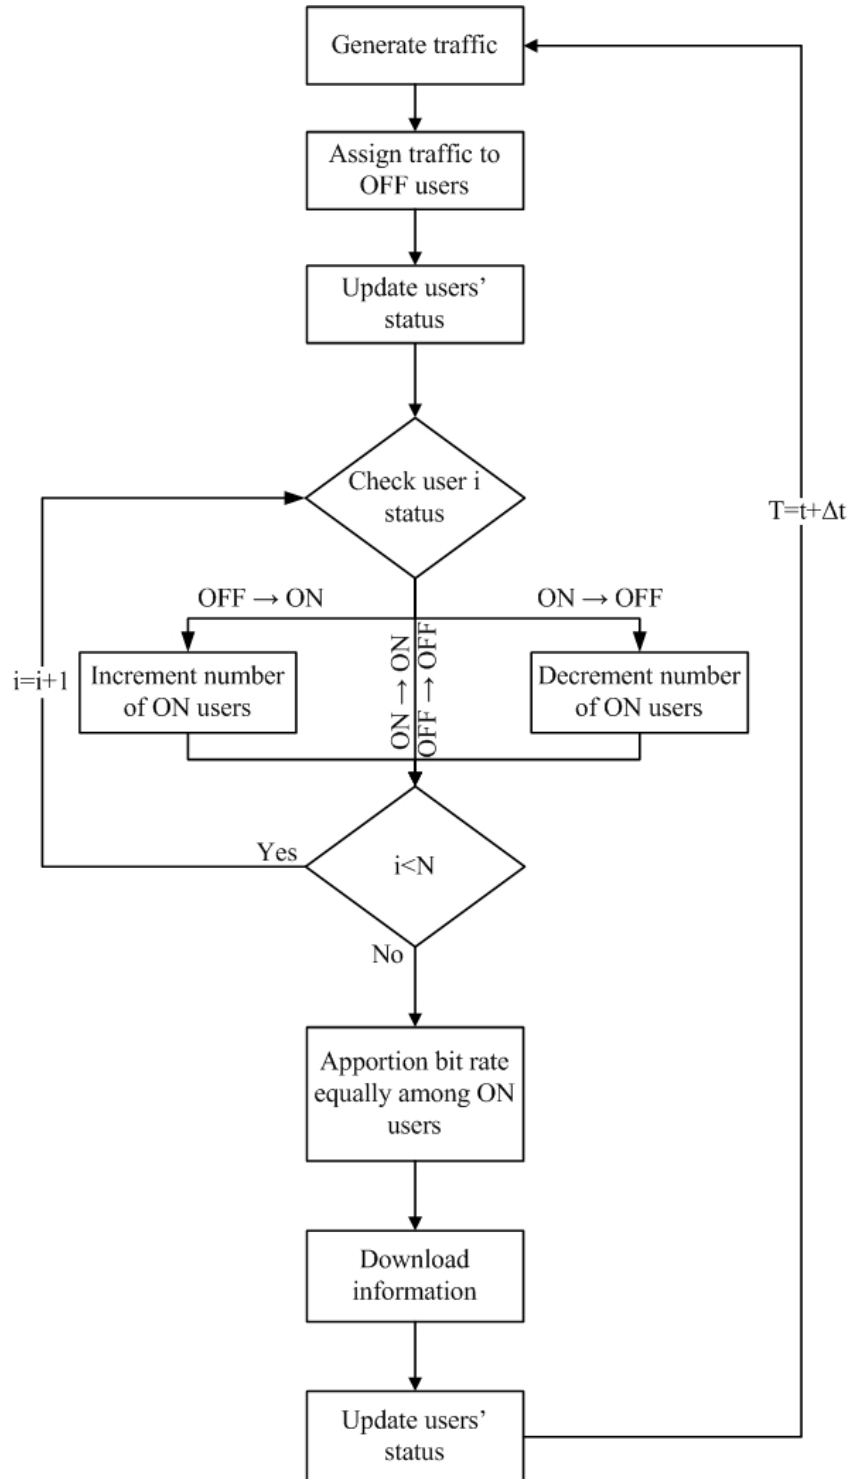 Generate traffic
Assign traffic to
OFF users
Update users'
status
Check user i
status
T=t+Δt
OFF → ON
ON → OFF
ON → ON
OFF → OFF
i=i+1
Increment number
of ON users
Decrement number
of ON users
Yes
i<N
No
Apportion bit rate
equally among ON
users
Download
information
Update users'
status